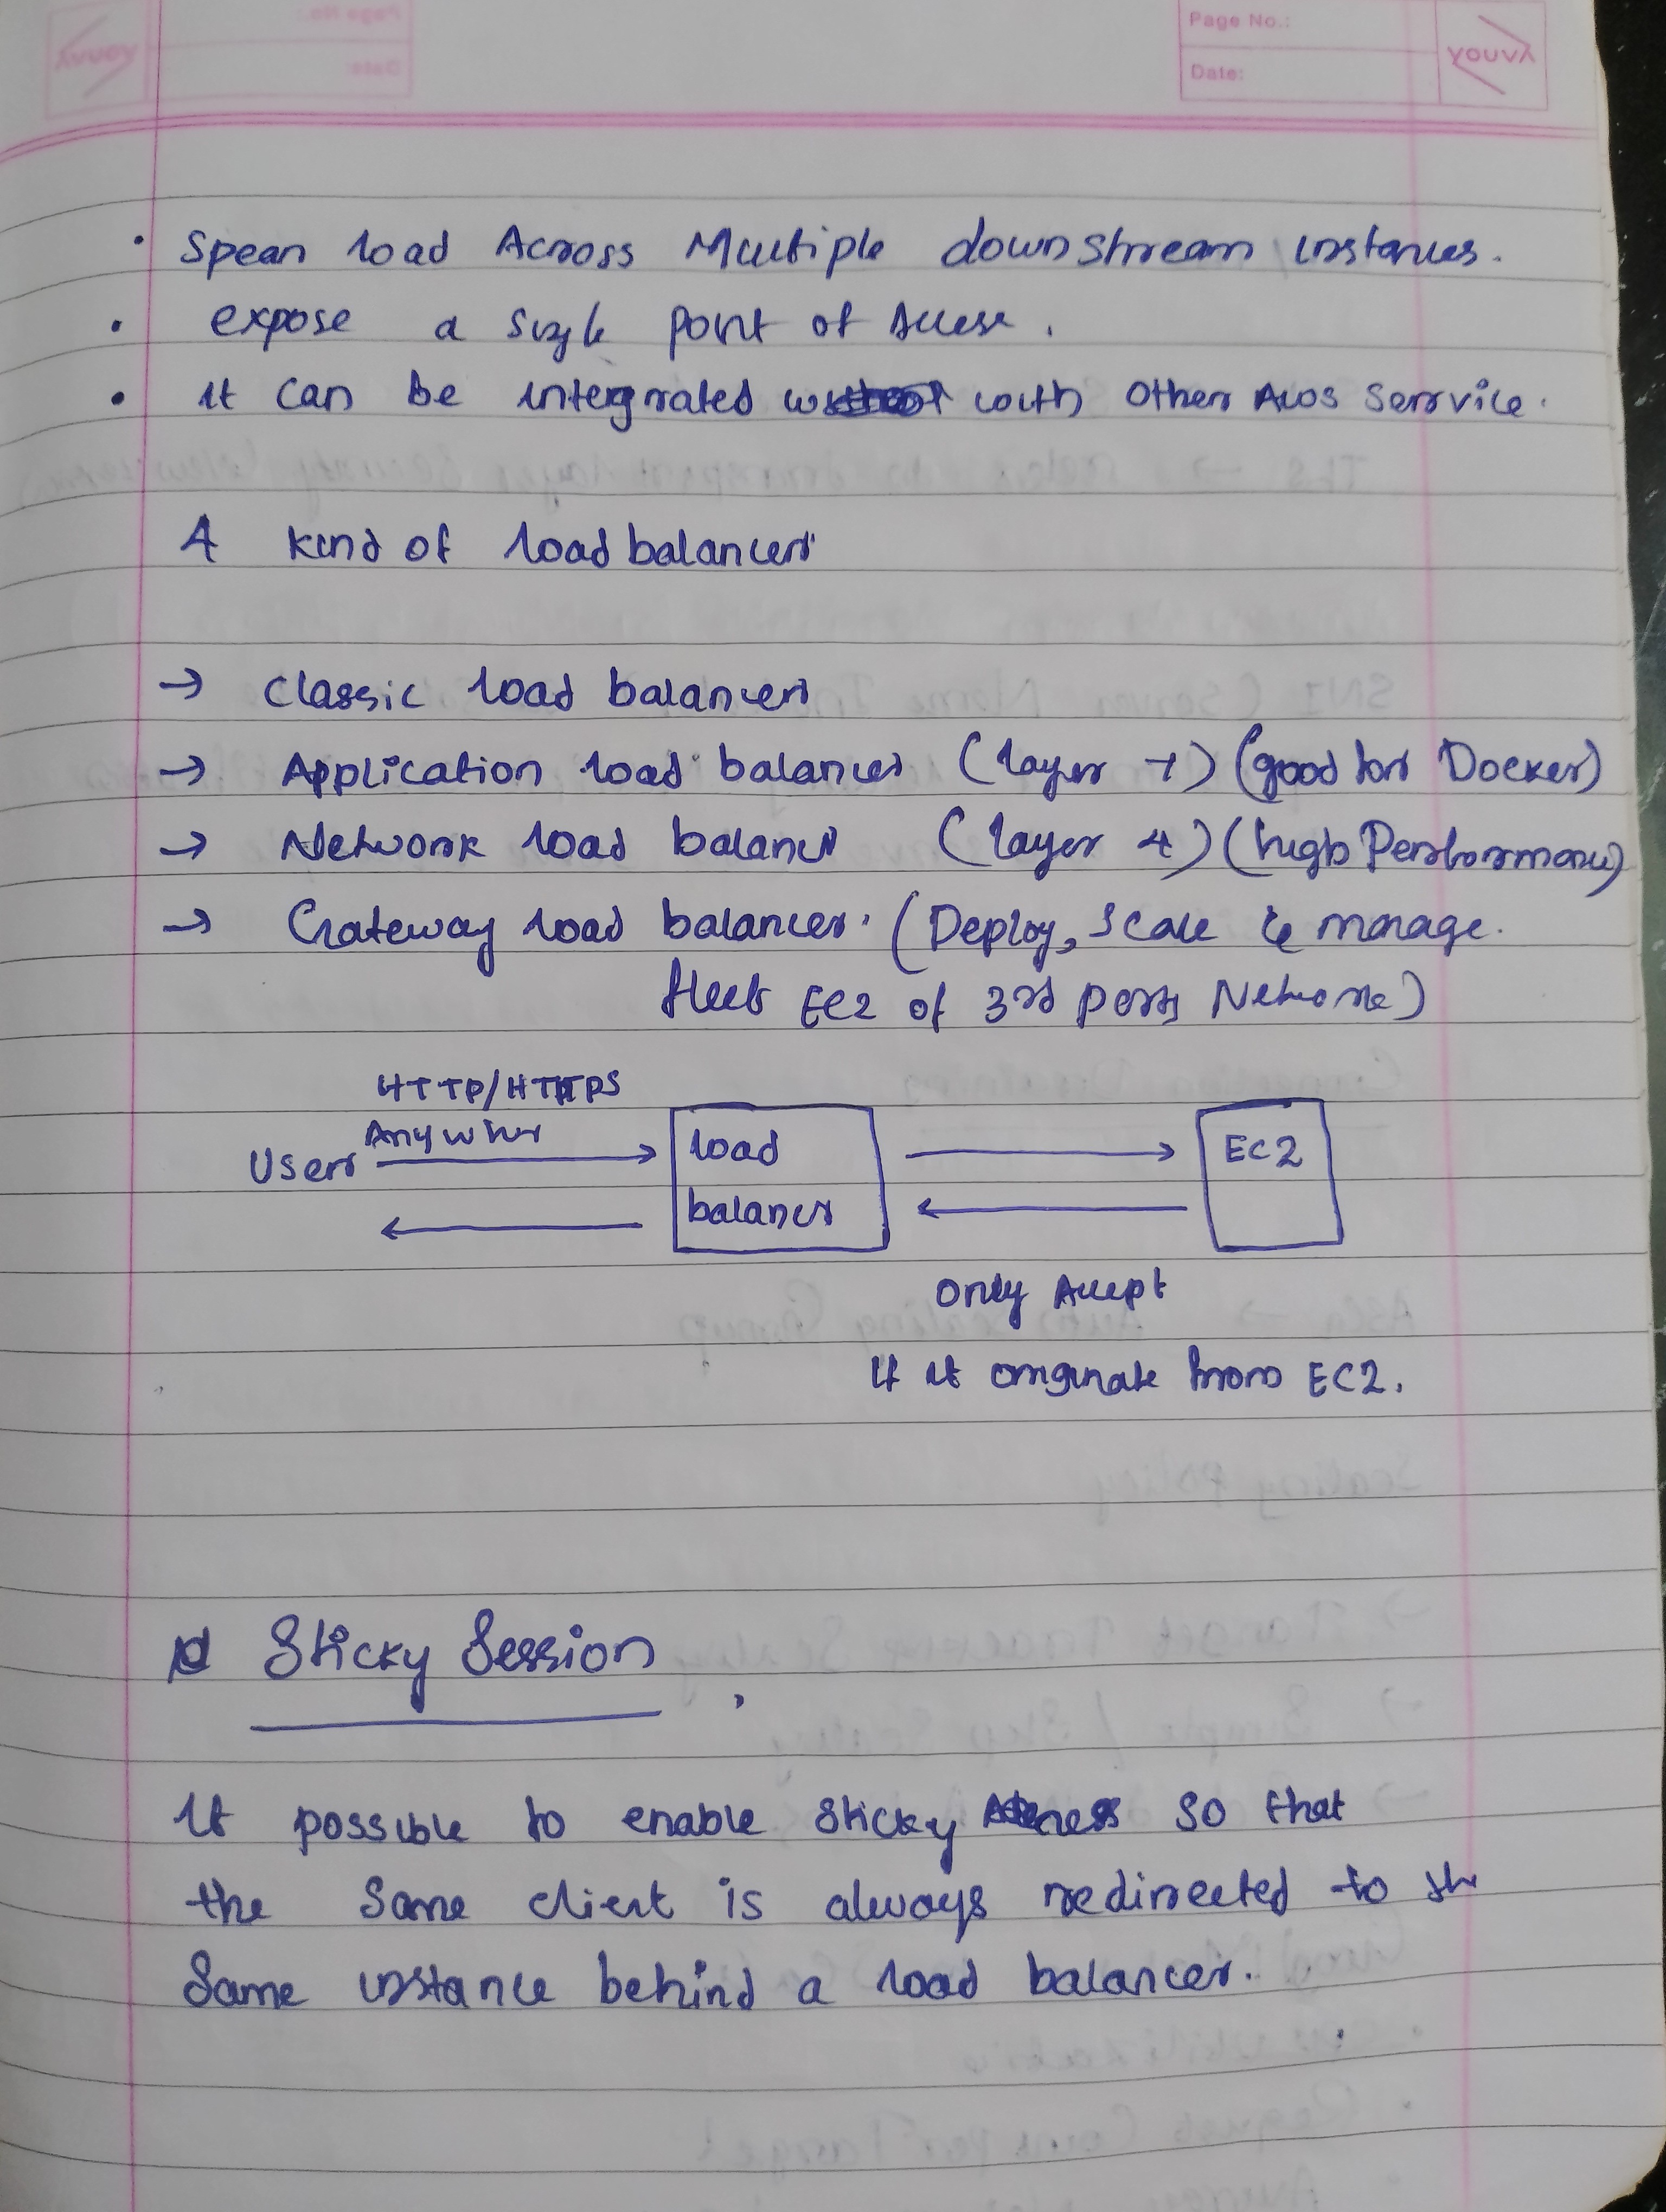 Page No.:
Date:
YOUVA
• Spean load Across Multiple downstream instances.
• expose a single point of Access.
• it can be integrated with other AWS Service.
4 kind of load balancer
→ Classic load balancer
→ Application load balancer (layer 7) (good for Docker)
→ Network load balancer (layer 4) (high Performance)
→ Gateway load balancer. (Deploy, Scale & manage.
fleet EC2 of 3rd party Network)
HTTP/HTTPS
Anywhere
User
load
balancer
EC2
Only Accept
If it originate from EC2.
Sticky Session
It possible to enable Sticky ness so that
the Same client is always redirected to the
Same instance behind a load balancer.